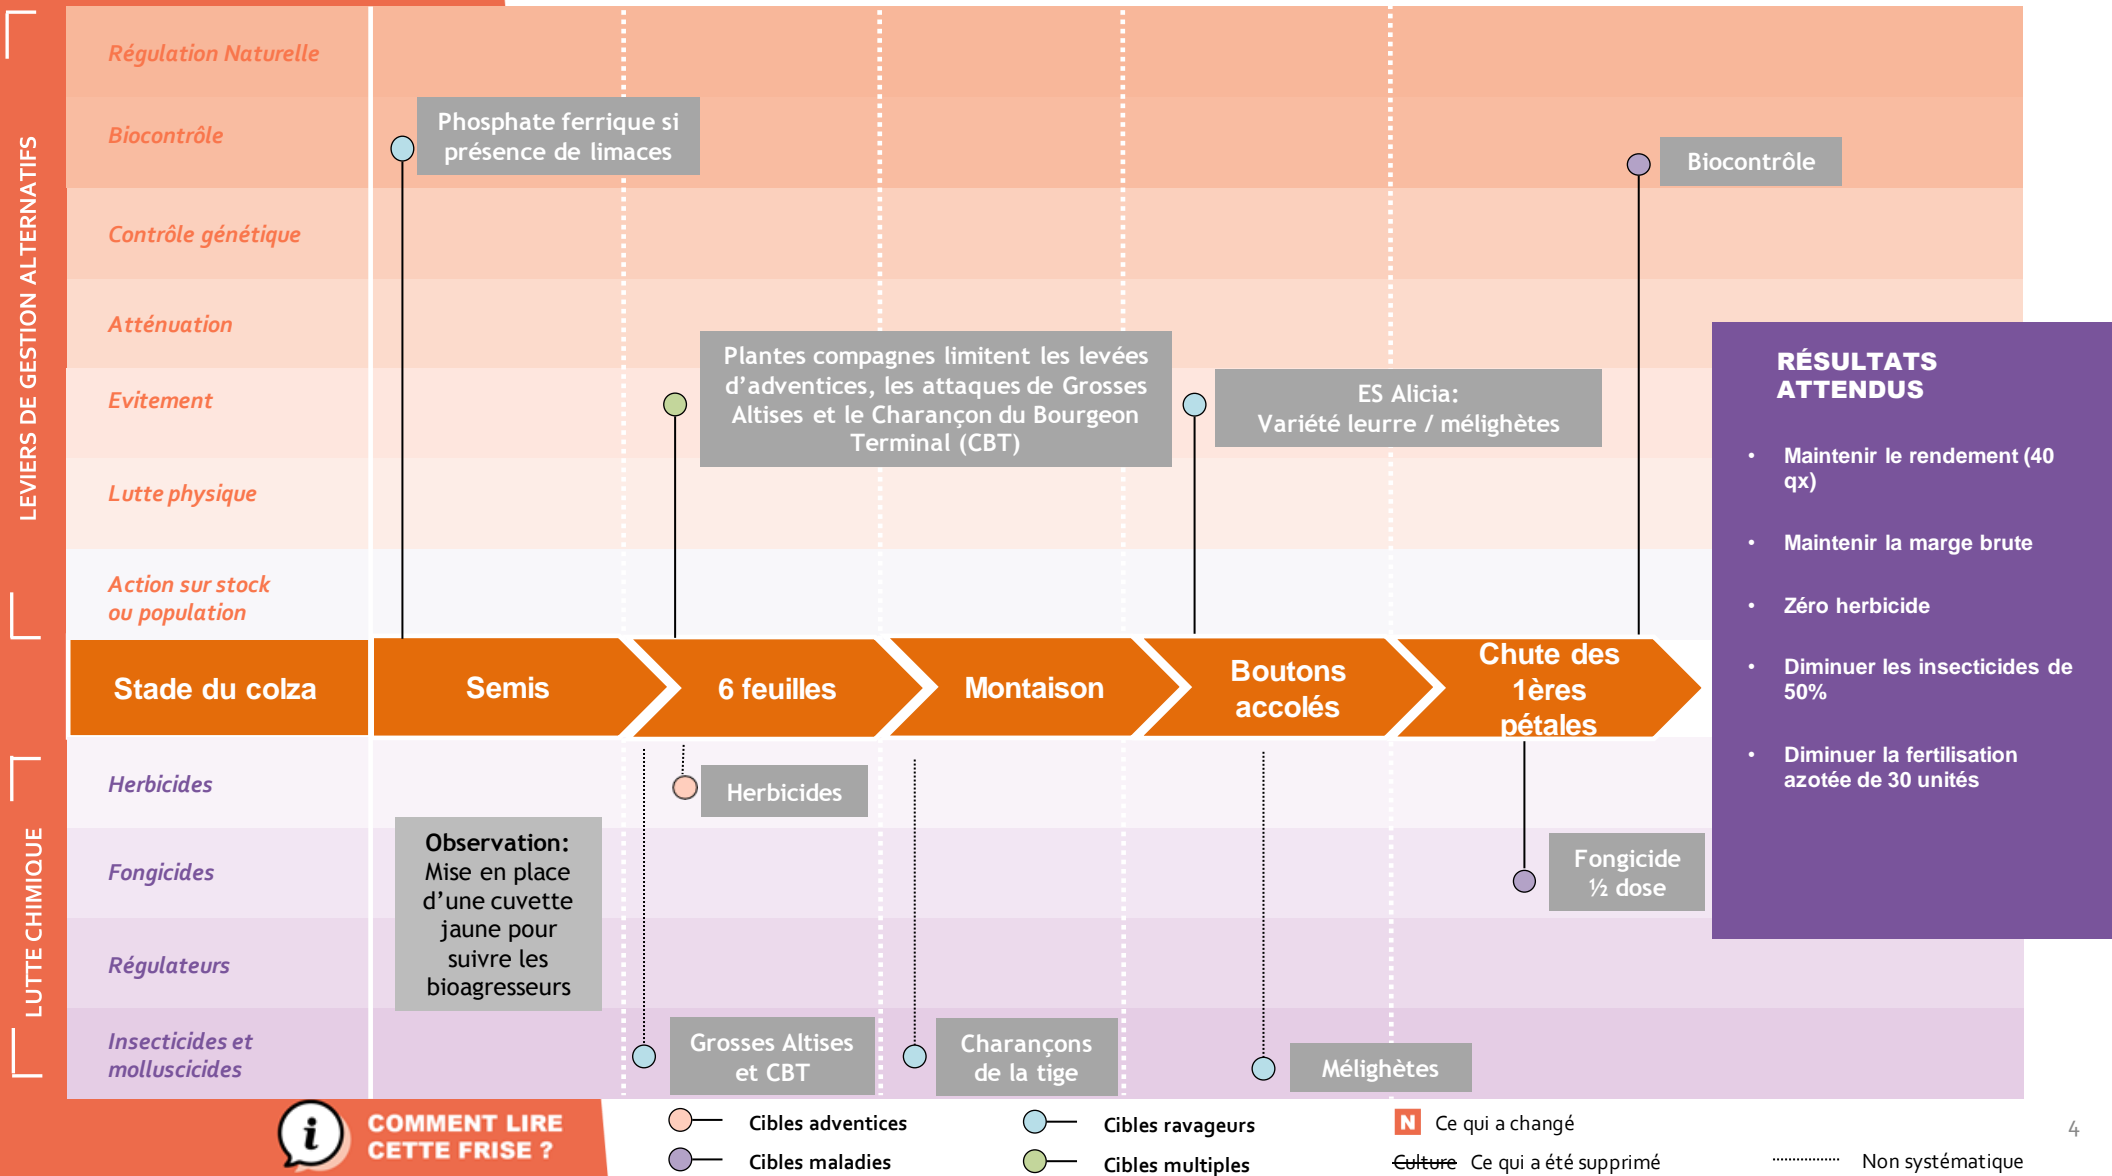 LEVIERS DE GESTION ALTERNATIFS
Régulation Naturelle
Biocontrôle
Phosphate ferrique si
présence de limaces
Biocontrôle
Contrôle génétique
Atténuation
Evitement
Plantes compagnes limitent les levées
d’adventices, les attaques de Grosses
Altises et le Charançon du Bourgeon
Terminal (CBT)
ES Alicia:
Variété leurre / mélighètes
Lutte physique
Action sur stock
ou population
RÉSULTATS
ATTENDUS
• Maintenir le rendement (40
qx)
• Maintenir la marge brute
• Zéro herbicide
• Diminuer les insecticides de
50%
• Diminuer la fertilisation
azotée de 30 unités
Stade du colza
Semis
6 feuilles
Montaison
Boutons
accolés
Chute des
1ères
pétales
LUTTE CHIMIQUE
Herbicides
Herbicides
Observation:
Mise en place
d’une cuvette
jaune pour
suivre les
bioagresseurs
Fongicides
Fongicide
½ dose
Régulateurs
Insecticides et
molluscicides
Grosses Altises
et CBT
Charançons
de la tige
Mélighètes
i
COMMENT LIRE
CETTE FRISE ?
Cibles adventices
Cibles maladies
Cibles ravageurs
Cibles multiples
N Ce qui a changé
Culture Ce qui a été supprimé
Non systématique
4